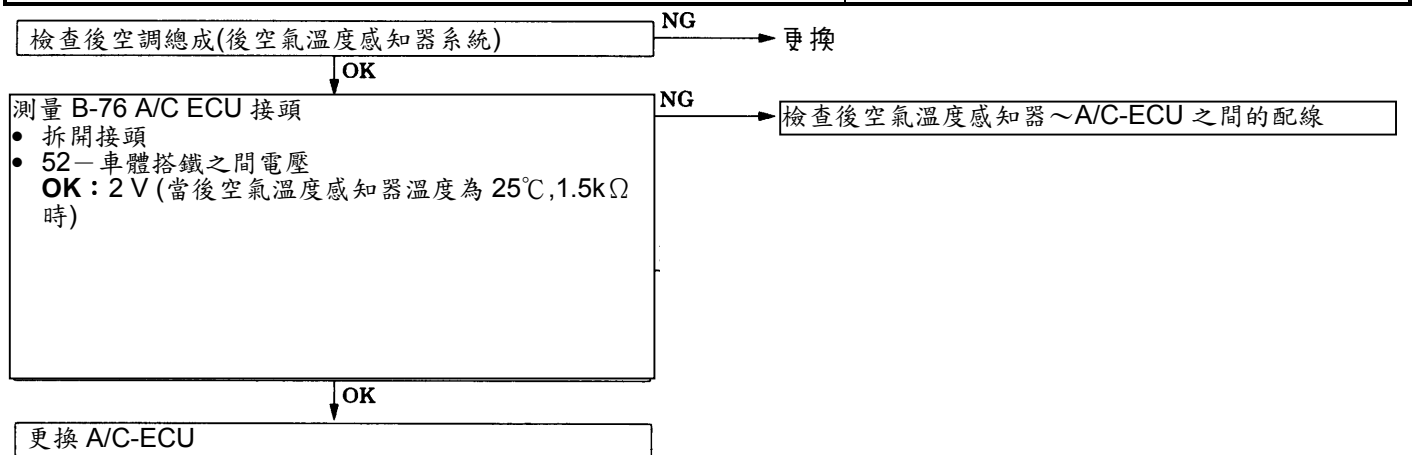 檢查後空調總成(後空氣溫度感知器系統)
NG
更換
OK
測量 B-76 A/C ECU 接頭
• 拆開接頭
• 52－車體搭鐵之間電壓
OK：2 V (當後空氣溫度感知器溫度為 25℃,1.5kΩ
時)
NG
檢查後空氣溫度感知器～A/C-ECU 之間的配線
OK
更換 A/C-ECU